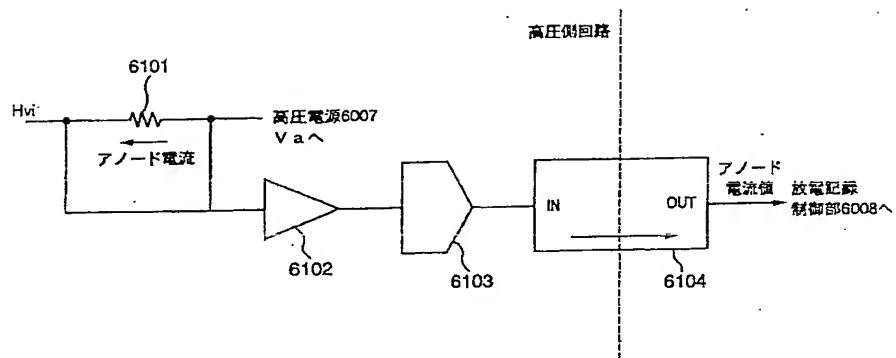 高圧側回路
6101
Hvi
高圧電源6007
Vaへ
アノード電流
アノード
電流値
放電記録
制御部6008へ
IN
OUT
6102
6103
6104